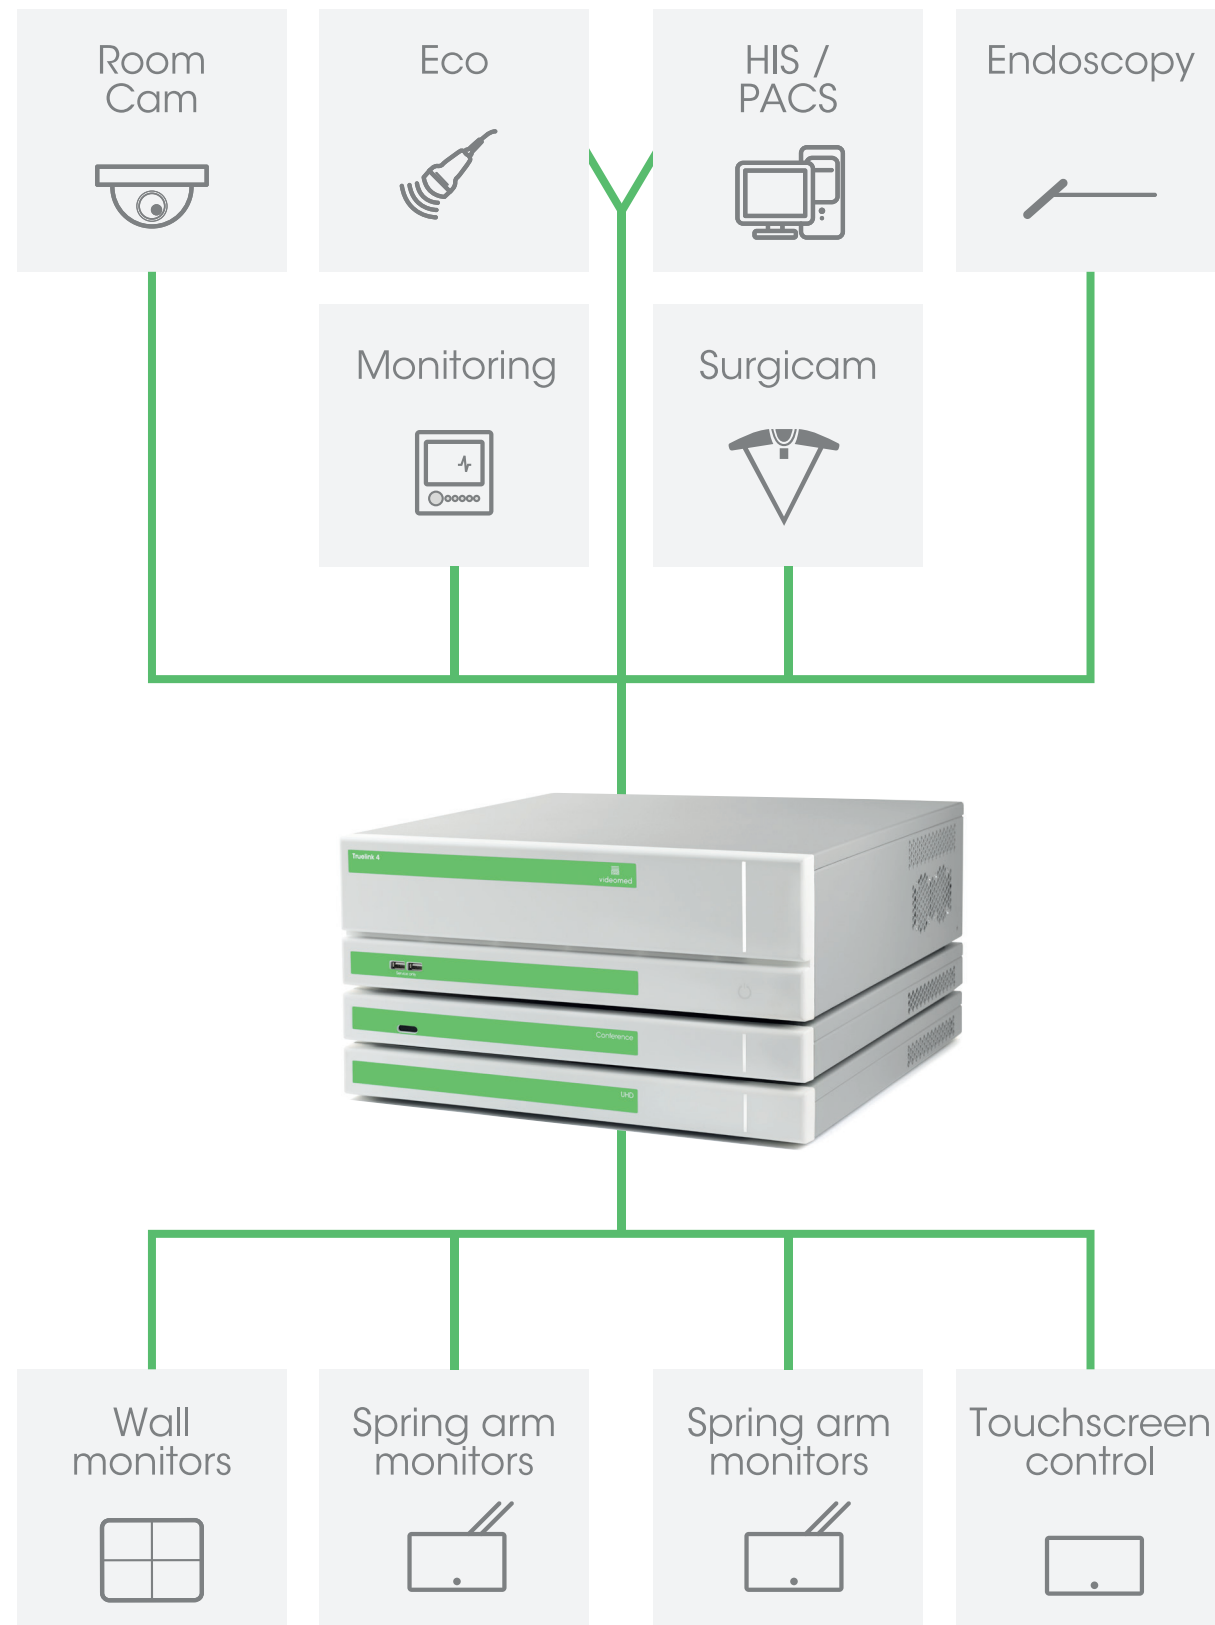 Room
Cam
Eco
HIS /
PACS
Endoscopy
Monitoring
Surgicam
Truelink 4
videomed
Conference
UHD
Wall
monitors
Spring arm
monitors
Spring arm
monitors
Touchscreen
control